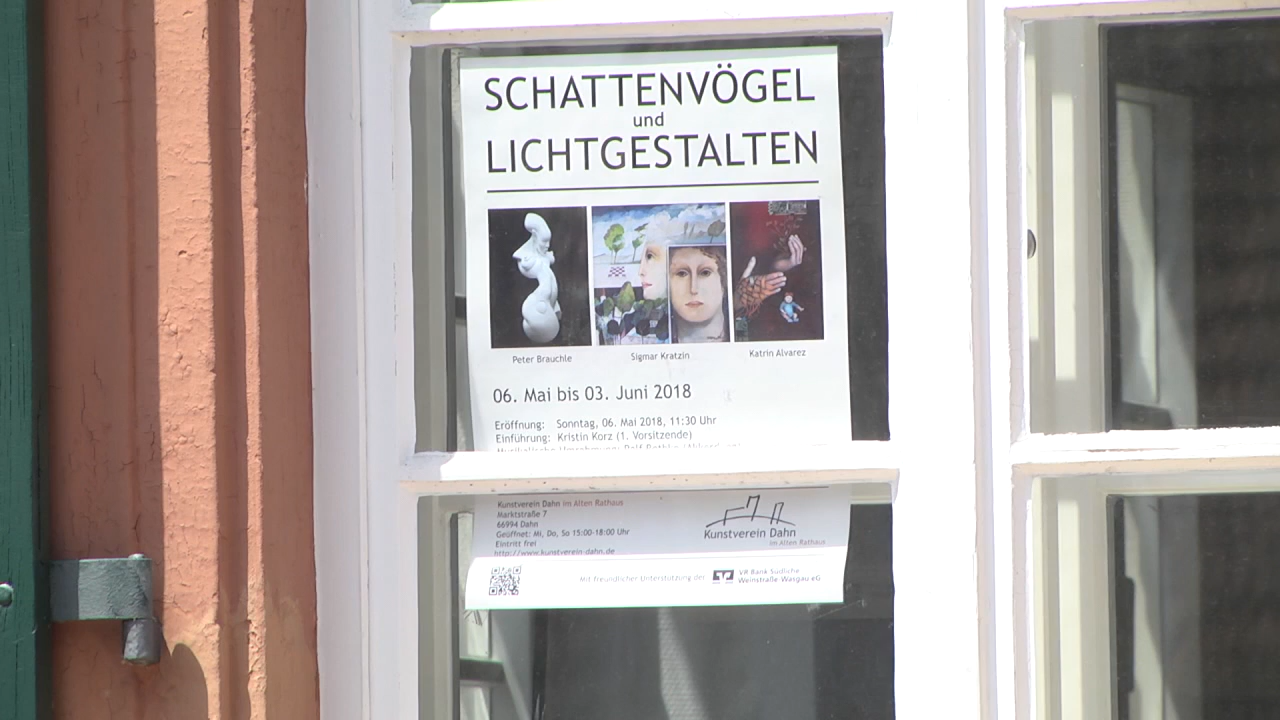 SCHATTENVÖGEL
und
LICHTGESTALTEN
Peter Brauchle
Sigmar Kratzin
Katrin Alvarez
06. Mai bis 03. Juni 2018
Eröffnung: Sonntag, 06. Mai 2018, 11:30 Uhr
Einführung: Kristin Korz (1. Vorsitzende)
Kunstverein Dahn im Alten Rathaus
Marktstraße 7
66994 Dahn
Geöffnet: Mi, Do, So 15:00-18:00 Uhr
Eintritt frei
http://www.kunstverein-dahn.de
Kunstverein Dahn
im Alten Rathaus
Mit freundlicher Unterstützung der
VR Bank Südliche
Weinstraße-Wasgau eG